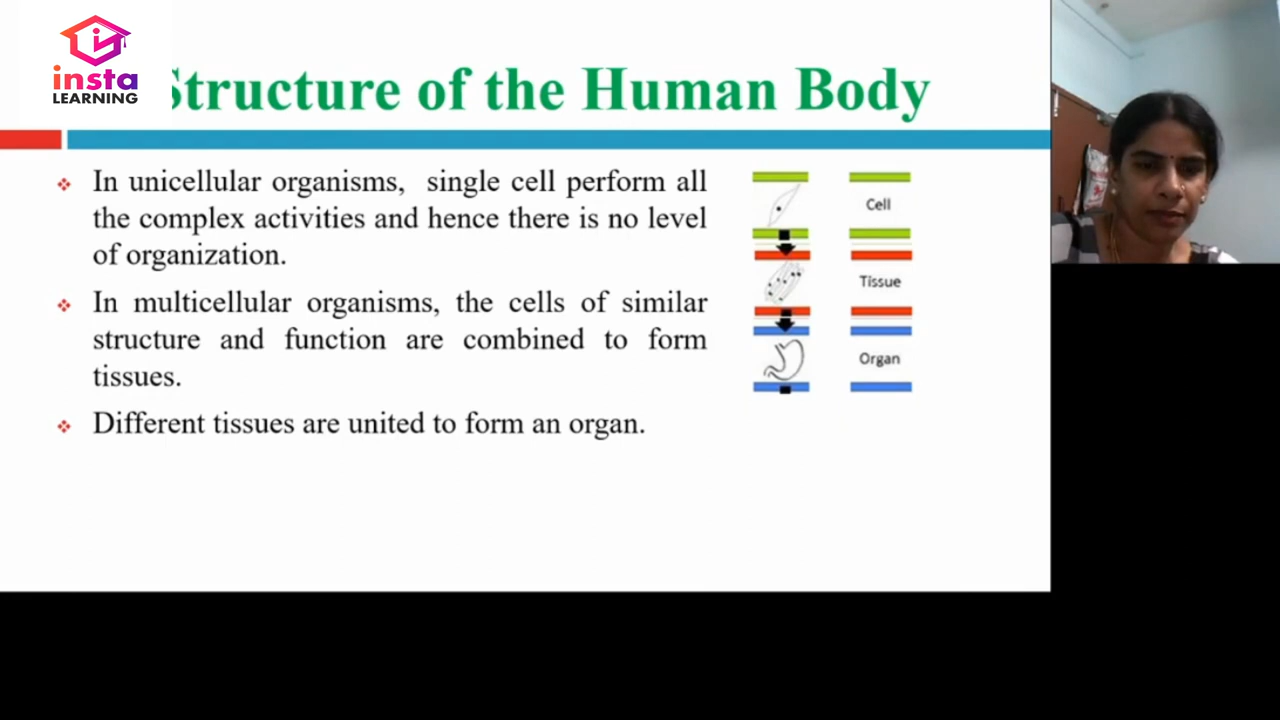 insta
LEARNING
Structure of the Human Body
In unicellular organisms, single cell perform all
the complex activities and hence there is no level
of organization.
In multicellular organisms, the cells of similar
structure and function are combined to form
tissues.
Different tissues are united to form an organ.
Cell
Tissue
Organ